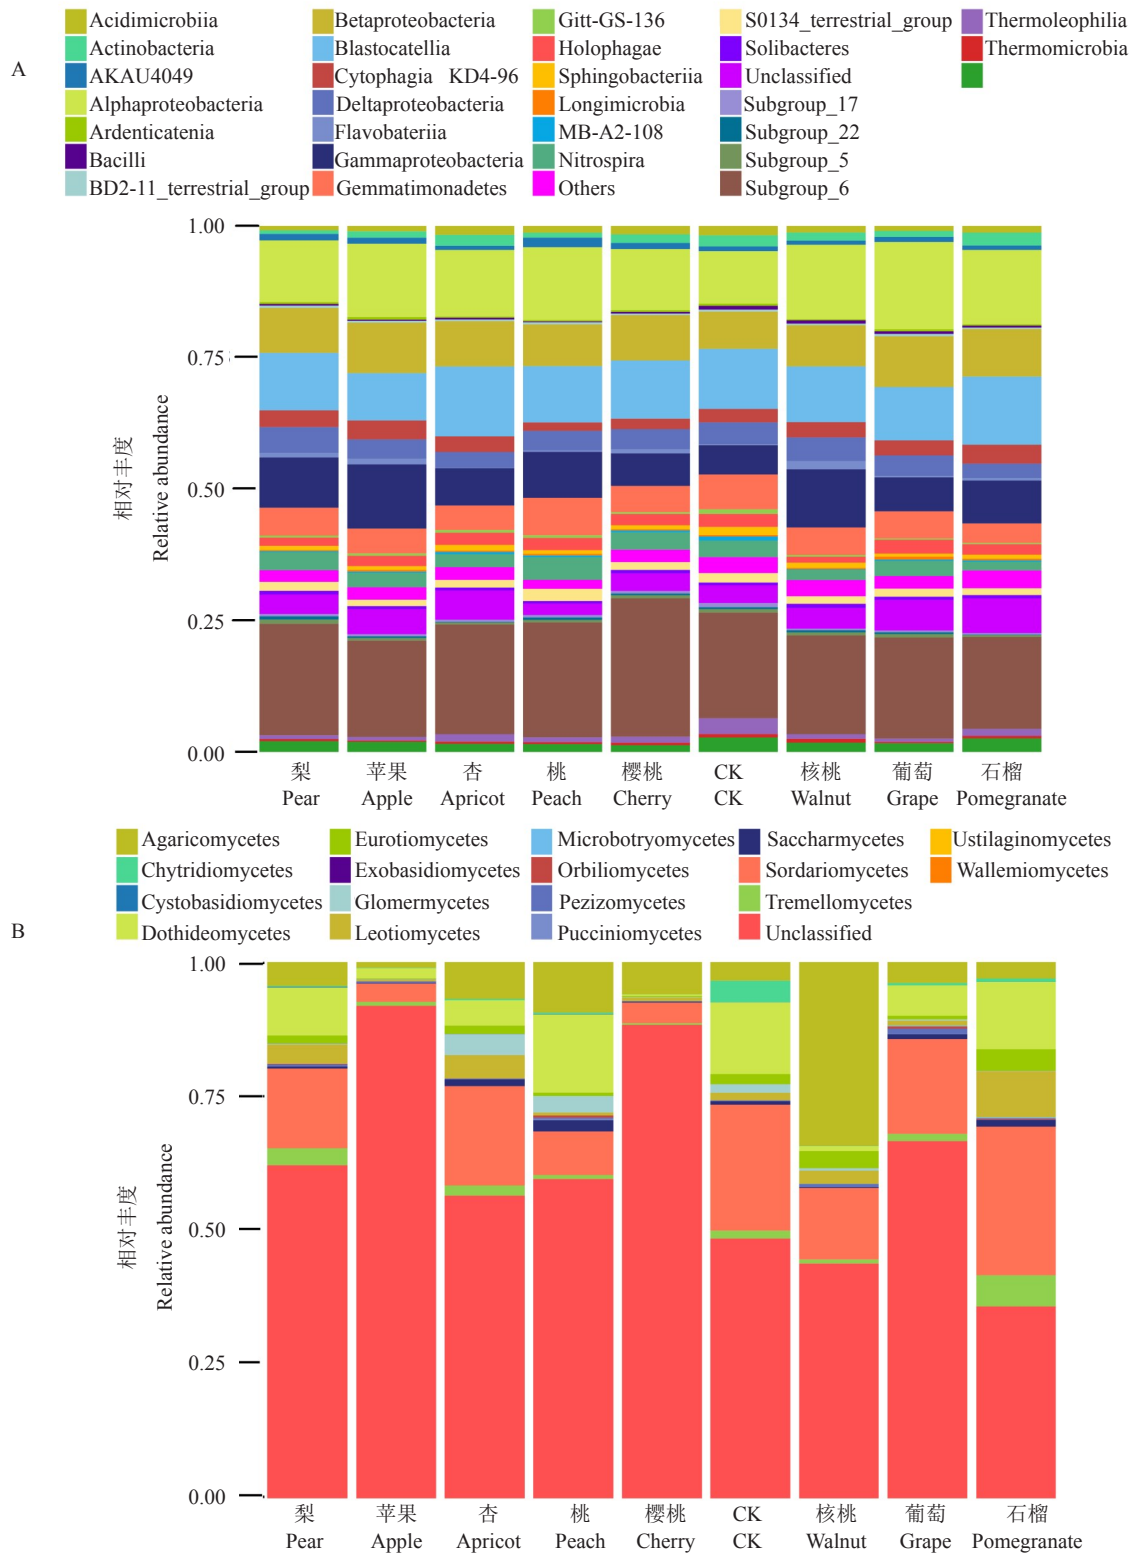 Acidimicrobiia Betaproteobacteria Gitt-GS-136 S0134_terrestrial_group Thermoleophilia
Actinobacteria Blastocatellia Holophagae Solibacteres Thermomicrobia
A
AKAU4049 Cytophagia KD4-96 Sphingobacteriia Unclassified
Alphaproteobacteria Deltaproteobacteria Longimicrobia Subgroup_17
Ardenticatenia Flavobateriia MB-A2-108 Subgroup_22
Bacilli Gammaproteobacteria Nitrospira Subgroup_5
BD2-11_terrestrial_group Gemmatimonadetes Others Subgroup_6
1.00
0.75
0.50
0.25
0.00
相对丰度
Relative abundance
梨 苹果 杏 桃 樱桃 CK 核桃 葡萄 石榴
Pear Apple Apricot Peach Cherry CK Walnut Grape Pomegranate
Agaricomycetes Eurotiomycetes Microbotryomycetes Saccharmycetes Ustilaginomycetes
Chytridiomycetes Exobasidiomycetes Orbiliomycetes Sordariomycetes Wallemiomycetes
Cystobasidiomycetes Glomermycetes Pezizomycetes Tremellomycetes
B
Dothideomycetes Leotiomycetes Pucciniomycetes Unclassified
1.00
0.75
0.50
0.25
0.00
相对丰度
Relative abundance
梨 苹果 杏 桃 樱桃 CK 核桃 葡萄 石榴
Pear Apple Apricot Peach Cherry CK Walnut Grape Pomegranate